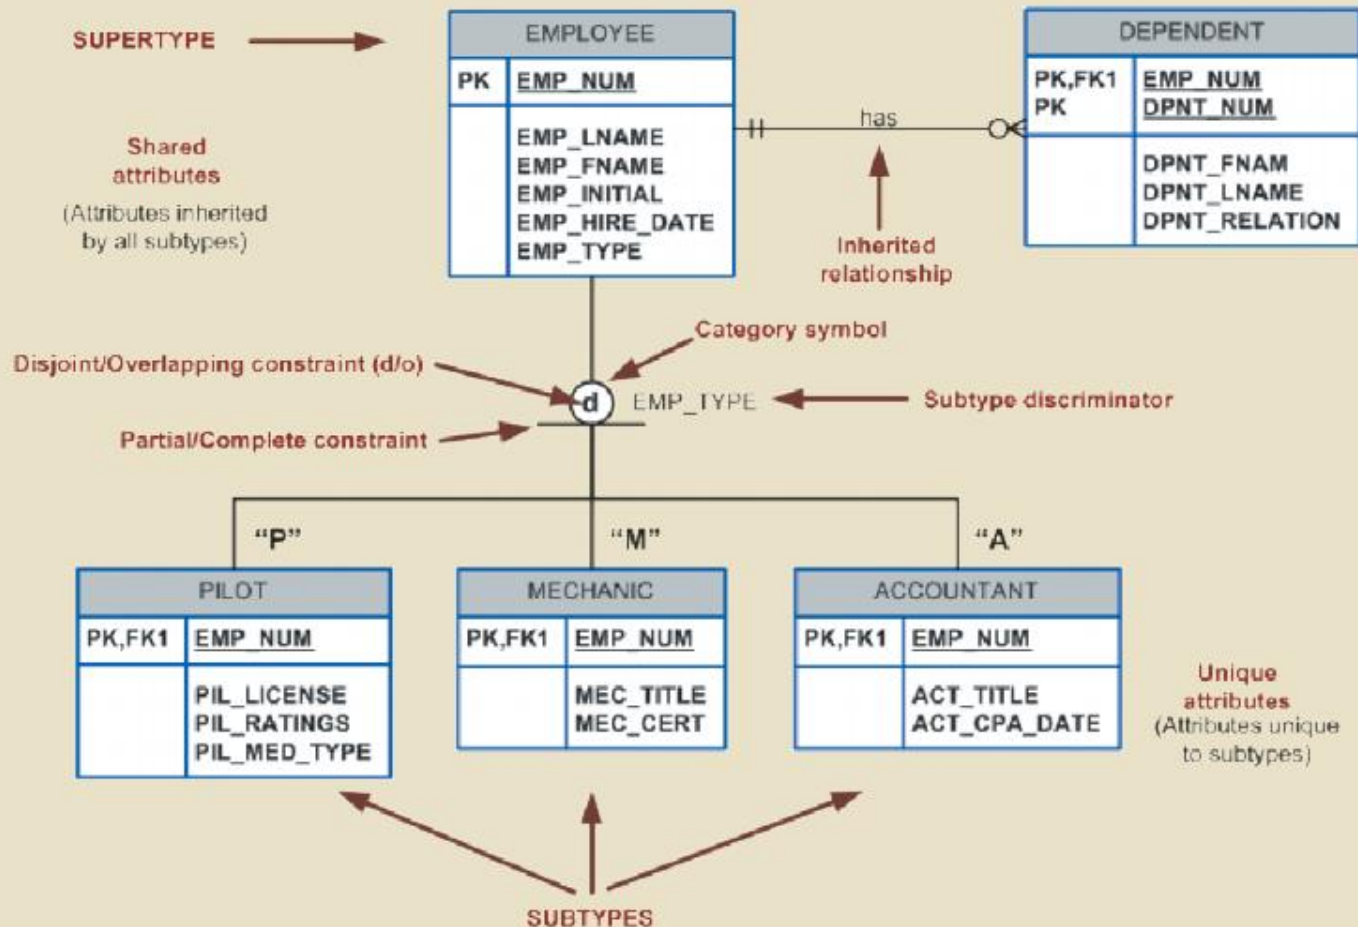 SUPERTYPE
EMPLOYEE
PK EMP_NUM
EMP_LNAME
EMP_FNAME
EMP_INITIAL
EMP_HIRE_DATE
EMP_TYPE
Shared
attributes
(Attributes inherited
by all subtypes)
has
DEPENDENT
PK,FK1 EMP_NUM
PK DPNT_NUM
DPNT_FNAM
DPNT_LNAME
DPNT_RELATION
Inherited
relationship
Category symbol
Disjoint/Overlapping constraint (d/o)
d EMP_TYPE
Subtype discriminator
Partial/Complete constraint
“P” “M” “A”
PILOT
PK,FK1 EMP_NUM
PIL_LICENSE
PIL_RATINGS
PIL_MED_TYPE
MECHANIC
PK,FK1 EMP_NUM
MEC_TITLE
MEC_CERT
ACCOUNTANT
PK,FK1 EMP_NUM
ACT_TITLE
ACT_CPA_DATE
Unique
attributes
(Attributes unique
to subtypes)
SUBTYPES